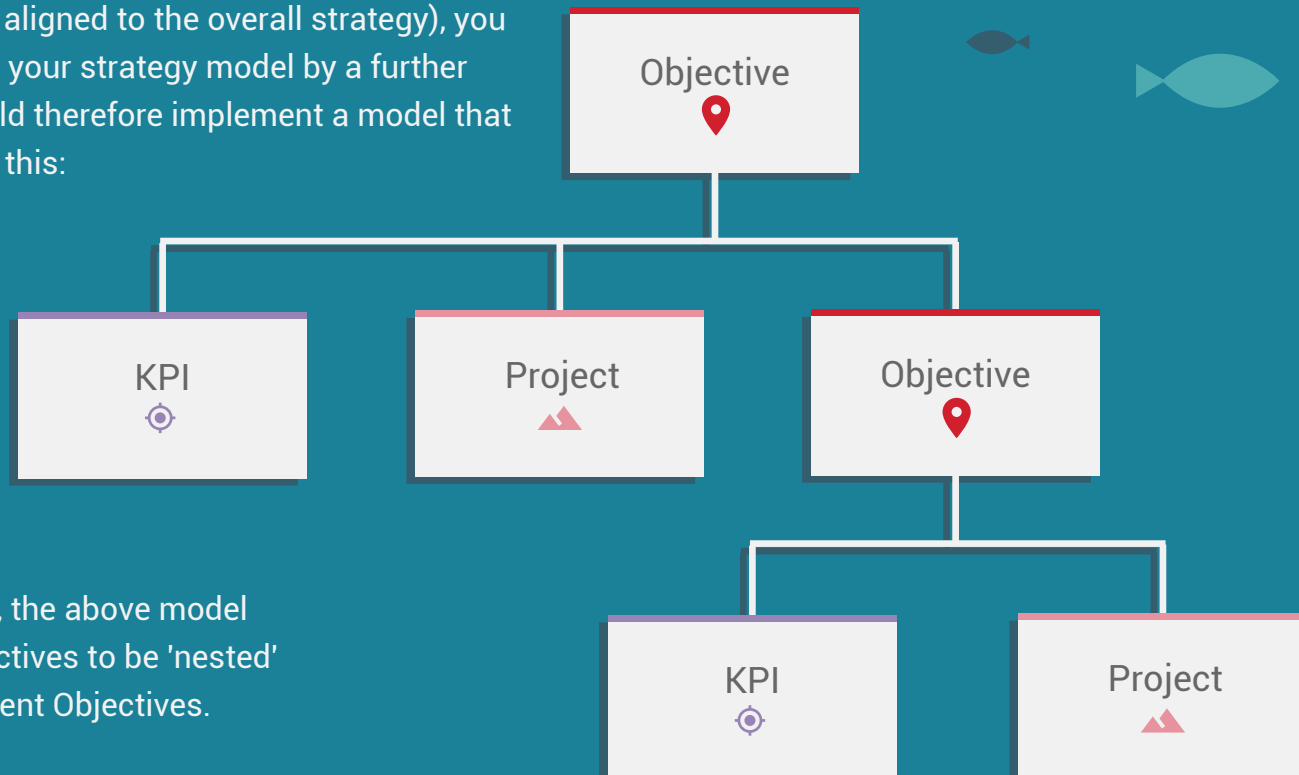 aligned to the overall strategy), you
your strategy model by a further
ld therefore implement a model that
this:
Objective
KPI
Project
Objective
, the above model
ctives to be 'nested'
ent Objectives.
KPI
Project